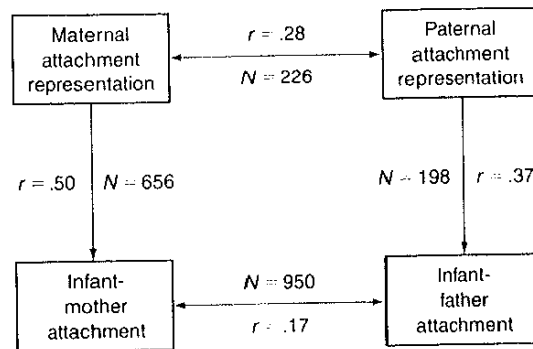 Maternal
attachment
representation
r = .28
N = 226
Paternal
attachment
representation
r = .50
N = 656
N = 198
r = .37
Infant-
mother
attachment
N = 950
r = .17
Infant-
father
attachment